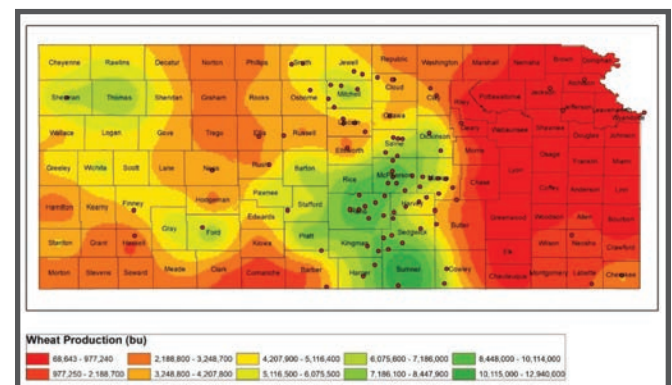 Cheyenne Rawlins Decatur Norton Phillips Smith Jewell Republic Washington Marshall Nemaha Brown Doniphan
Cloud Atchison
Sherman Thomas Sheridan Graham Rooks Osborne Mitchell Clay Riley Pottawatomie Jackson Jefferson Leavenworth
Wyandotte
Ottawa
Wallace Logan Gove Trego Ellis Russell Lincoln Dickinson Geary Wabaunsee Shawnee Douglas Johnson
Saline
Ellsworth Morris Osage Franklin Miami
Greeley Wichita Scott Lane Ness Rush Barton Rice McPherson Marion Chase Lyon
Coffey Anderson Linn
Hamilton Kearny Finney Hodgeman Pawnee Stafford Reno Harvey
Edwards Butler Greenwood Woodson Allen Bourbon
Gray Ford Sedgwick
Stanton Grant Haskell Kiowa Pratt Kingman Elk Wilson Neosho Crawford
Morton Stevens Seward Meade Clark Comanche Barber Harper Sumner Cowley Chautauqua Montgomery Labette Cherokee
Wheat Production (bu)
68,643 - 977,240 2,188,800 - 3,248,700 4,207,900 - 5,116,400 6,075,600 - 7,186,000 8,448,000 - 10,114,000
977,250 - 2,188,700 3,248,800 - 4,207,800 5,116,500 - 6,075,500 7,186,100 - 8,447,900 10,115,000 - 12,940,000